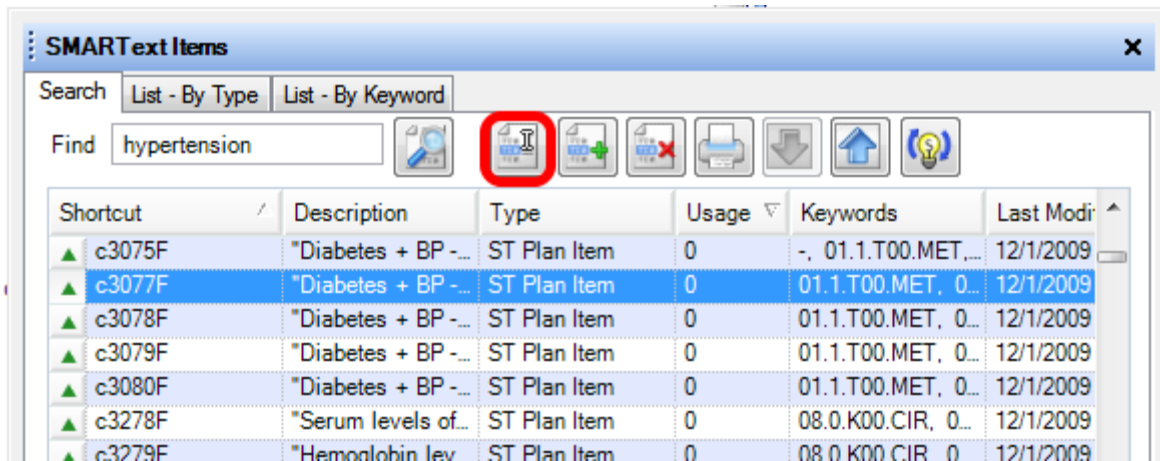 SMARText Items
Search List - By Type List - By Keyword
Find hypertension
Shortcut Description Type Usage Keywords Last Modi
c3075F "Diabetes + BP -... ST Plan Item 0 -, 01.1.T00.MET,... 12/1/2009
c3077F "Diabetes + BP -... ST Plan Item 0 01.1.T00.MET, 0... 12/1/2009
c3078F "Diabetes + BP -... ST Plan Item 0 01.1.T00.MET, 0... 12/1/2009
c3079F "Diabetes + BP -... ST Plan Item 0 01.1.T00.MET, 0... 12/1/2009
c3080F "Diabetes + BP -... ST Plan Item 0 01.1.T00.MET, 0... 12/1/2009
c3278F "Serum levels of... ST Plan Item 0 08.0.K00.CIR, 0... 12/1/2009
c3279F "Hemoglobin lev... ST Plan Item 0 08.0.K00.CIR, 0... 12/1/2009